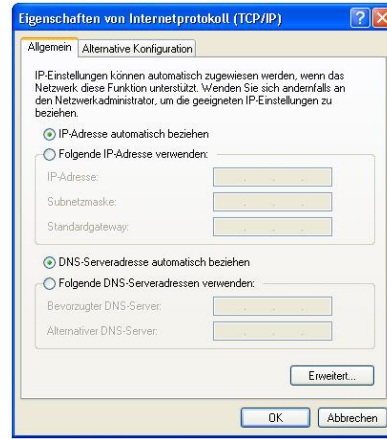 Eigenschaften von Internetprotokoll (TCP/IP)
Allgemein Alternative Konfiguration
IP-Einstellungen können automatisch zugewiesen werden, wenn das
Netzwerk diese Funktion unterstützt. Wenden Sie sich andernfalls an
den Netzwerkadministrator, um die geeigneten IP-Einstellungen zu
beziehen.
IP-Adresse automatisch beziehen
Folgende IP-Adresse verwenden:
IP-Adresse:
Subnetzmaske:
Standardgateway:
DNS-Serveradresse automatisch beziehen
Folgende DNS-Serveradressen verwenden:
Bevorzugter DNS-Server:
Alternativer DNS-Server:
Erweitert...
OK Abbrechen